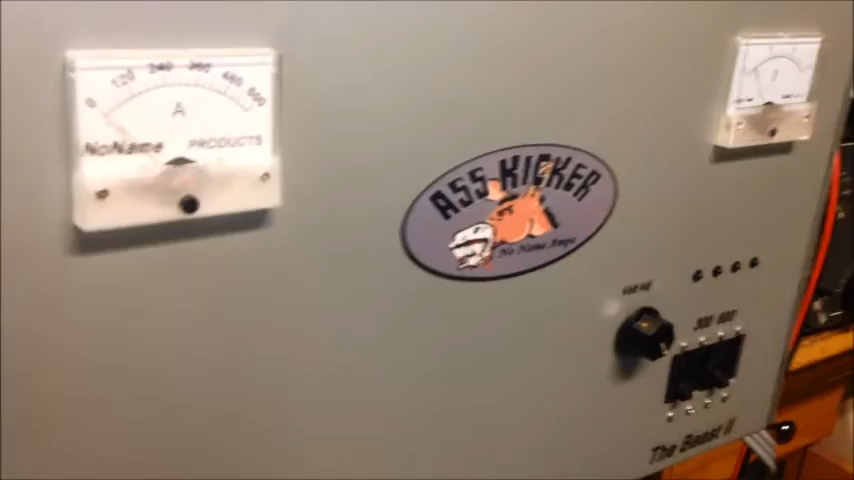 0 120 240 360 480 600
A
NoName PRODUCTS
ASS KICKER
No Name Amps
300 600
The Beast II